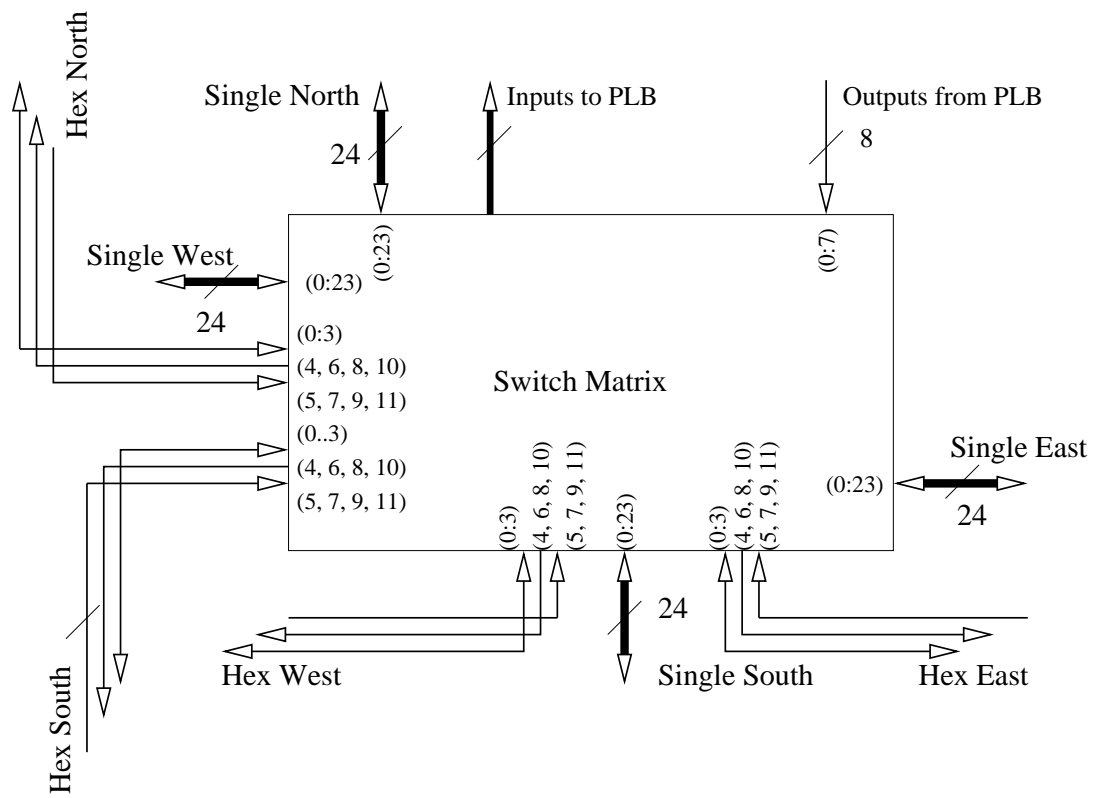 Hex North
Single North
24
Inputs to PLB
Outputs from PLB
8
(0:23)
(0:7)
Single West
24
(0:23)
(0:3)
(4, 6, 8, 10)
(5, 7, 9, 11)
(0..3)
(4, 6, 8, 10)
(5, 7, 9, 11)
Switch Matrix
Single East
(0:23)
24
(0:3)
(4, 6, 8, 10)
(5, 7, 9, 11)
(0:23)
(0:3)
(4, 6, 8, 10)
(5, 7, 9, 11)
24
Hex West
Single South
Hex East
Hex South